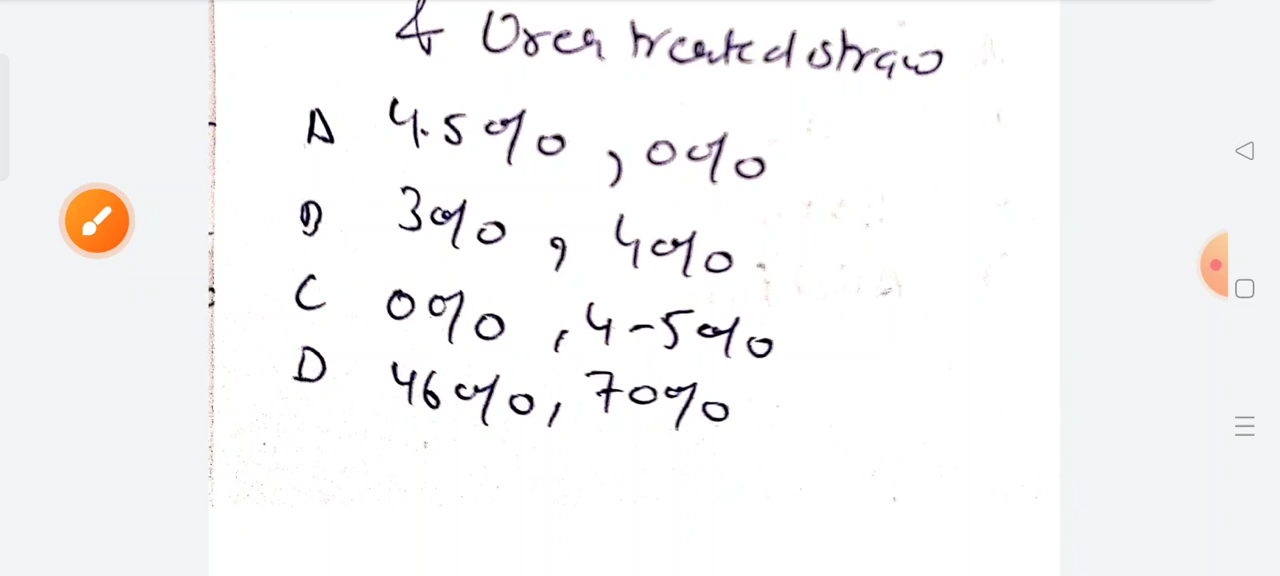 & Urea treated straw
A 4.5%, 0%
B 3%, 4%
C 0%, 4-5%
D 46%, 70%